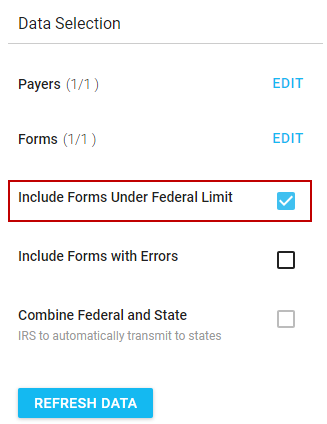 Data Selection
Payers (1/1 ) EDIT
Forms (1/1 ) EDIT
Include Forms Under Federal Limit
Include Forms with Errors
Combine Federal and State
IRS to automatically transmit to states
REFRESH DATA